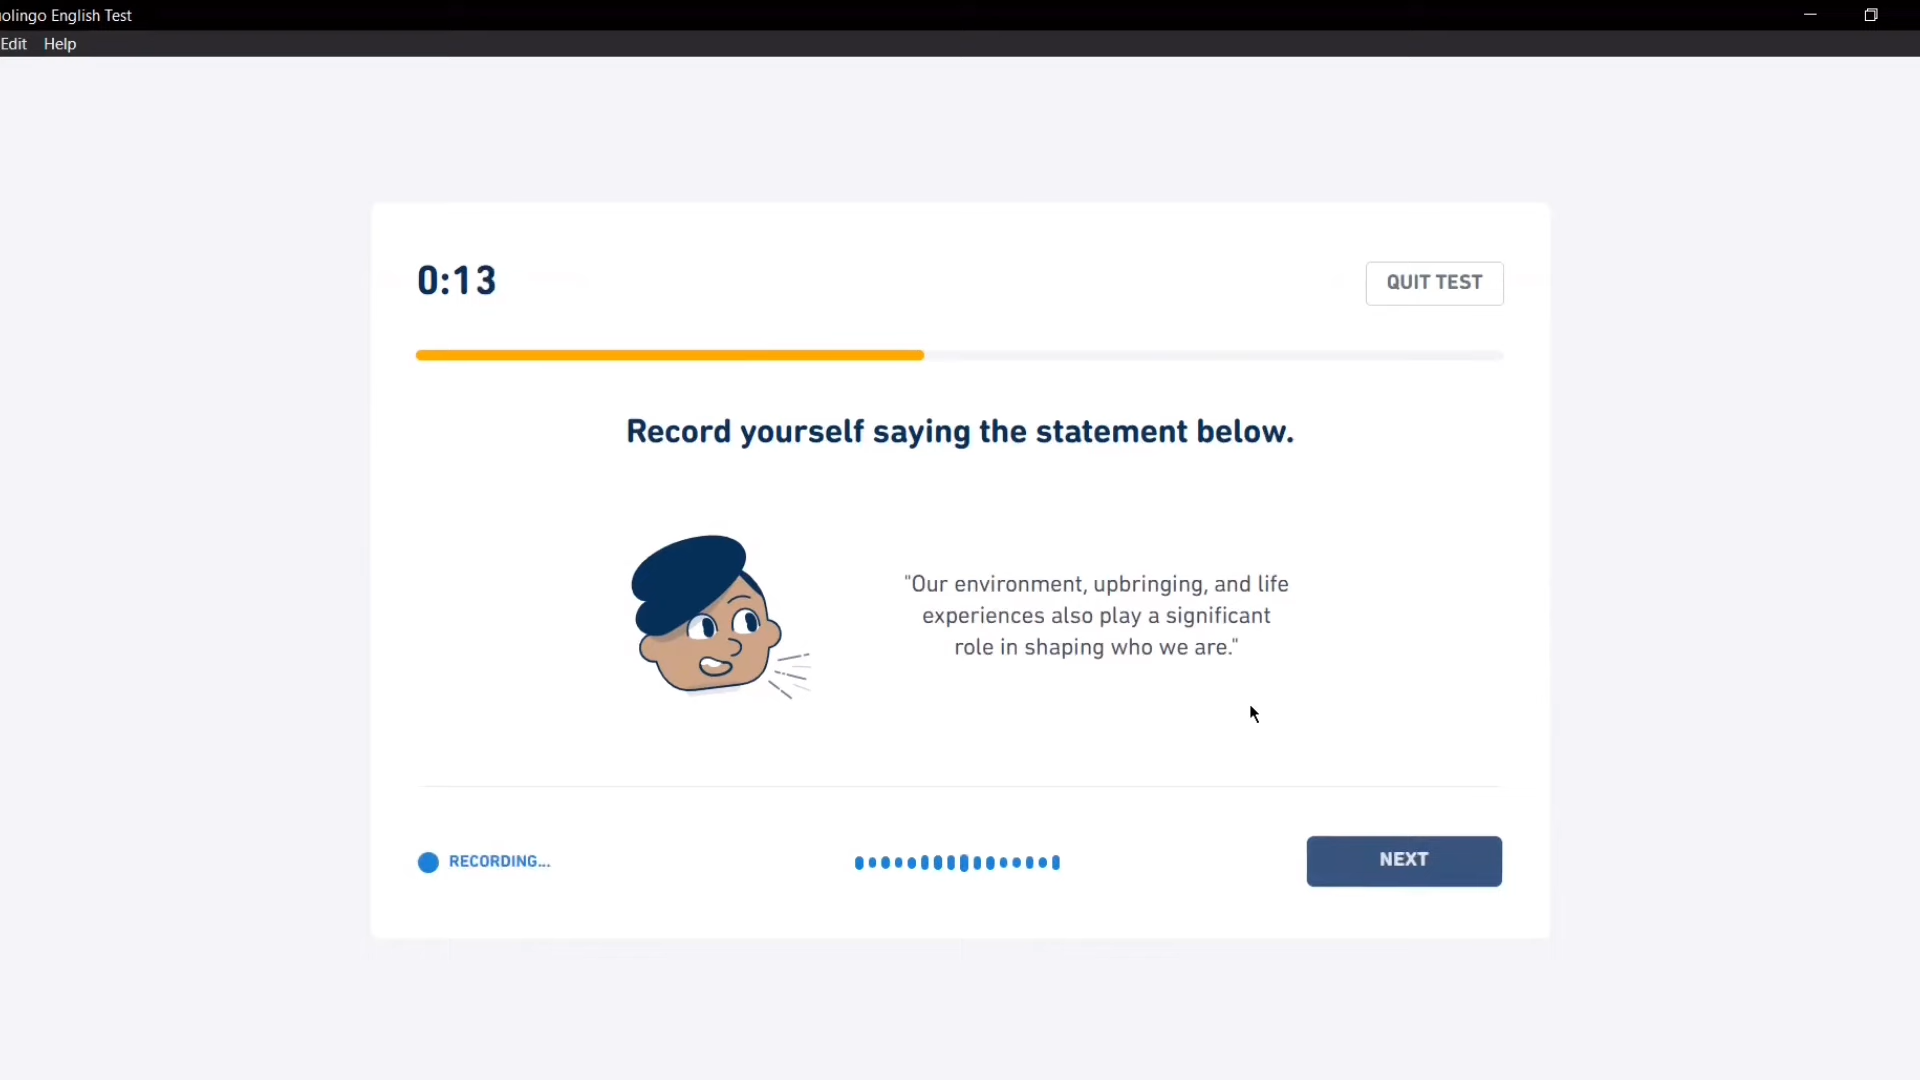 olingo English Test
Edit Help
0:13
QUIT TEST
Record yourself saying the statement below.
"Our environment, upbringing, and life
experiences also play a significant
role in shaping who we are."
RECORDING...
NEXT